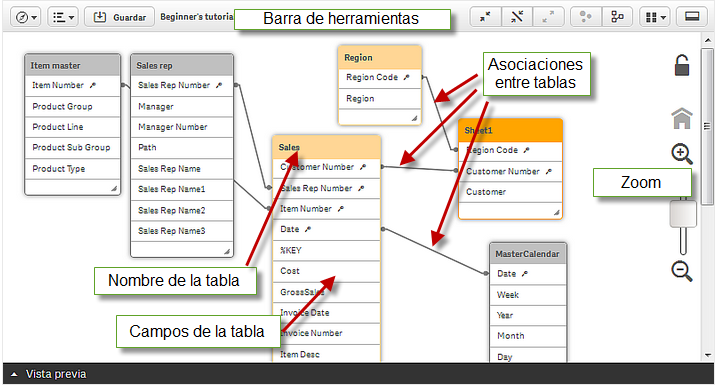 Guardar
Beginner's tutoria
Barra de herramientas
Item master
Item Number
Product Group
Product Line
Product Sub Group
Product Type
Sales rep
Sales Rep Number
Manager
Manager Number
Path
Sales Rep Name
Sales Rep Name1
Sales Rep Name2
Sales Rep Name3
Region
Region Code
Region
Asociaciones
entre tablas
Sales
Customer Number
Sales Rep Number
Item Number
Date
%KEY
Cost
GrossSales
Invoice Date
Invoice Number
Item Desc
Sheet1
Region Code
Customer Number
Customer
Zoom
MasterCalendar
Date
Week
Year
Month
Day
Nombre de la tabla
Campos de la tabla
Vista previa